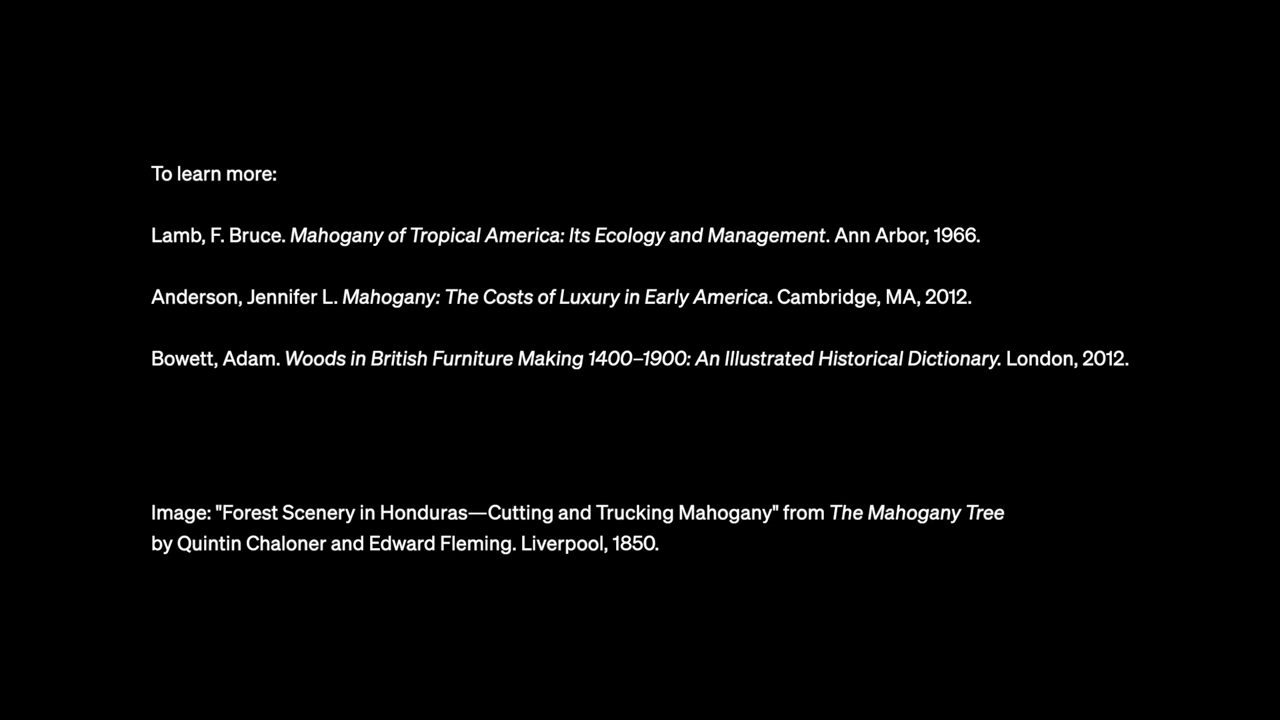 To learn more:
Lamb, F. Bruce. Mahogany of Tropical America: Its Ecology and Management. Ann Arbor, 1966.
Anderson, Jennifer L. Mahogany: The Costs of Luxury in Early America. Cambridge, MA, 2012.
Bowett, Adam. Woods in British Furniture Making 1400–1900: An Illustrated Historical Dictionary. London, 2012.
Image: "Forest Scenery in Honduras—Cutting and Trucking Mahogany" from The Mahogany Tree
by Quintin Chaloner and Edward Fleming. Liverpool, 1850.